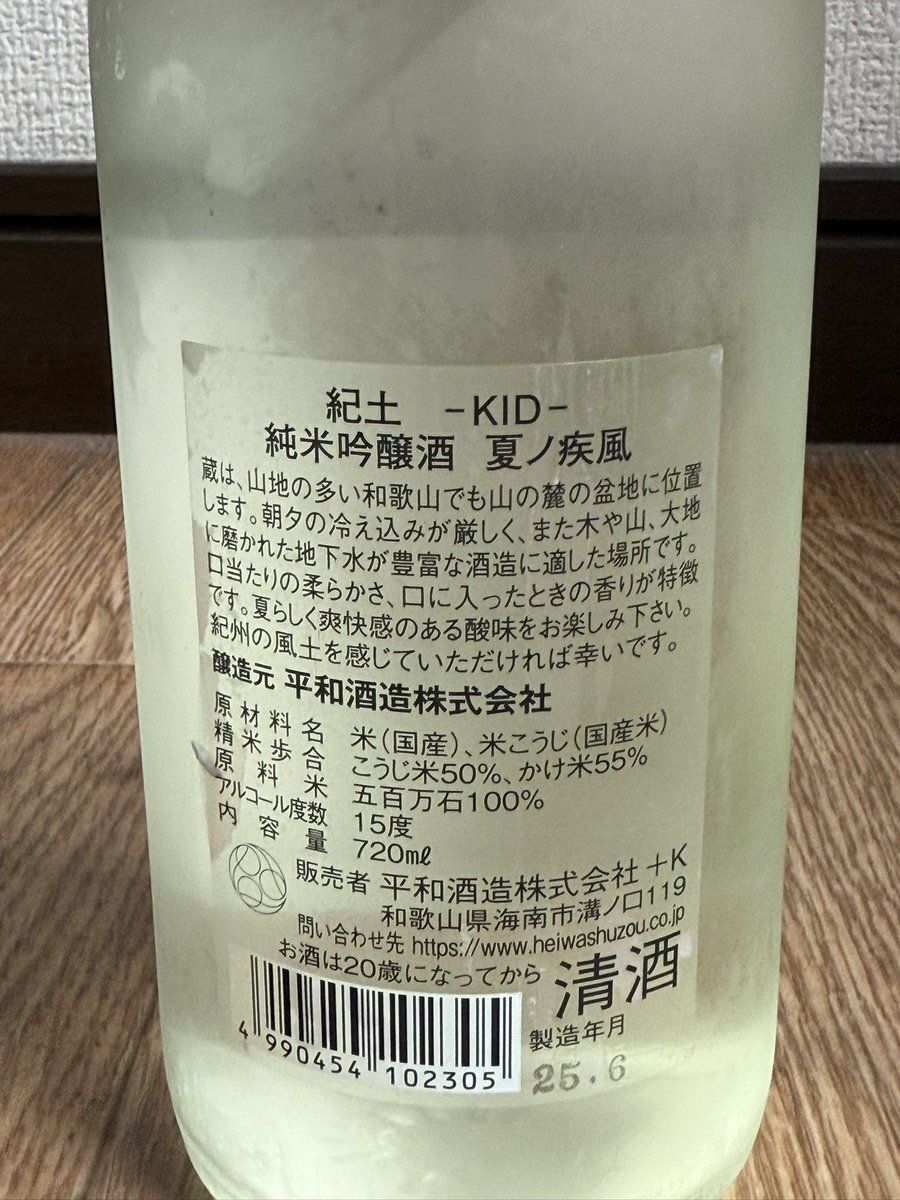 紀土 -KID-
純米吟醸酒 夏ノ疾風
蔵は、山地の多い和歌山でも山の麓の盆地に位置
します。朝夕の冷え込みが厳しく、また木や山、大地
に磨かれた地下水が豊富な酒造に適した場所です。
口当たりの柔らかさ、口に入ったときの香りが特徴
です。夏らしく爽快感のある酸味をお楽しみ下さい。
紀州の風土を感じていただければ幸いです。
醸造元 平和酒造株式会社
原材料名 米(国産)、米こうじ(国産米)
精米歩合 こうじ米50%、かけ米55%
原料米 五百万石100%
アルコール度数 15度
内容量 720mℓ
販売者 平和酒造株式会社 +K
和歌山県海南市溝ノ口119
問い合わせ先 https://www.heiwashuzou.co.jp
お酒は20歳になってから 清酒
4 990454 102305
製造年月
25.6